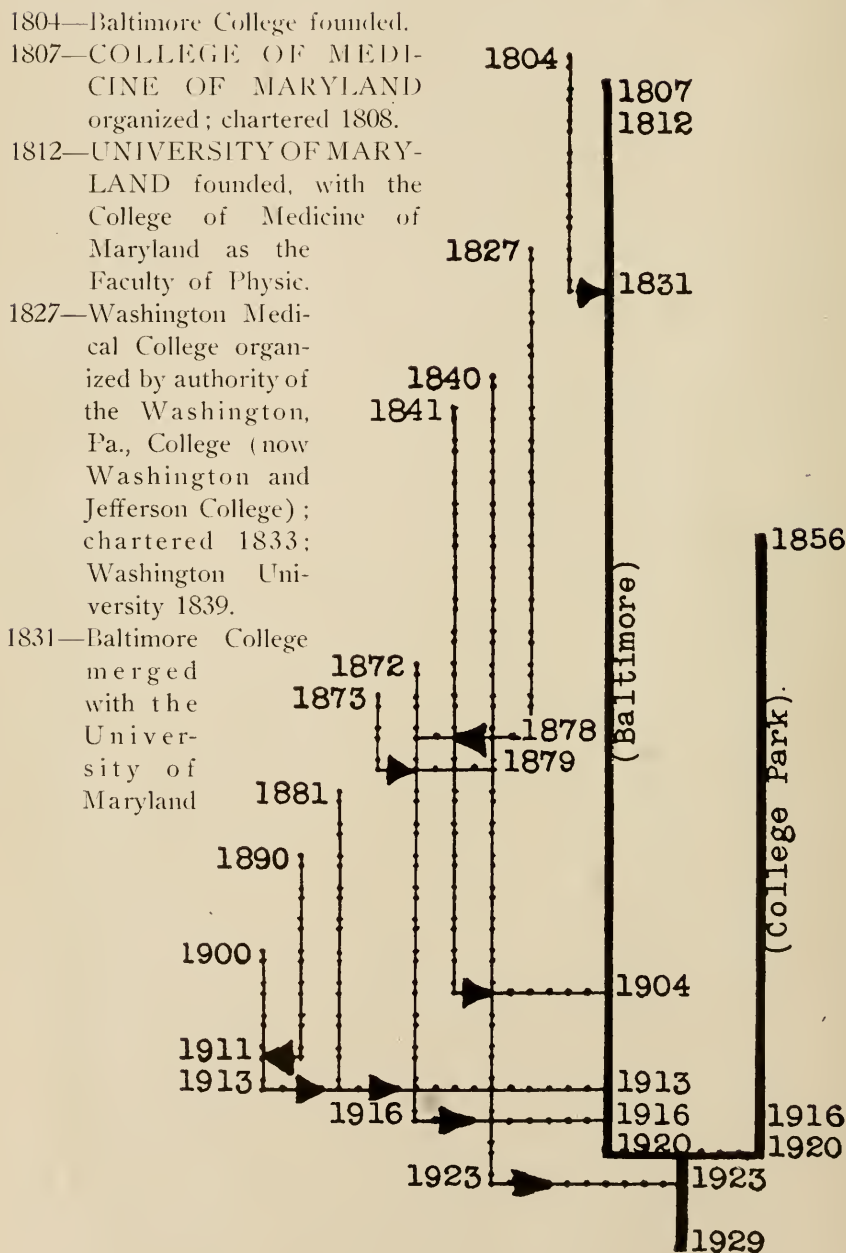 1804—Baltimore College founded.
1807—COLLEGE OF MEDI-
CINE OF MARYLAND
organized; chartered 1808.
1812—UNIVERSITY OF MARY-
LAND founded, with the
College of Medicine of
Maryland as the
Faculty of Physic.
1827—Washington Medi-
cal College organ-
ized by authority of
the Washington,
Pa., College (now
Washington and
Jefferson College);
chartered 1833;
Washington Uni-
versity 1839.
1831—Baltimore College
merged
with the
Univer-
sity of
Maryland
1804
1807
1812
1827
1831
1840
1841
1856
(Baltimore)
(College Park).
1872
1873
1878
1879
1881
1890
1900
1904
1911
1913
1913
1916
1916
1916
1920
1920
1923
1923
1929